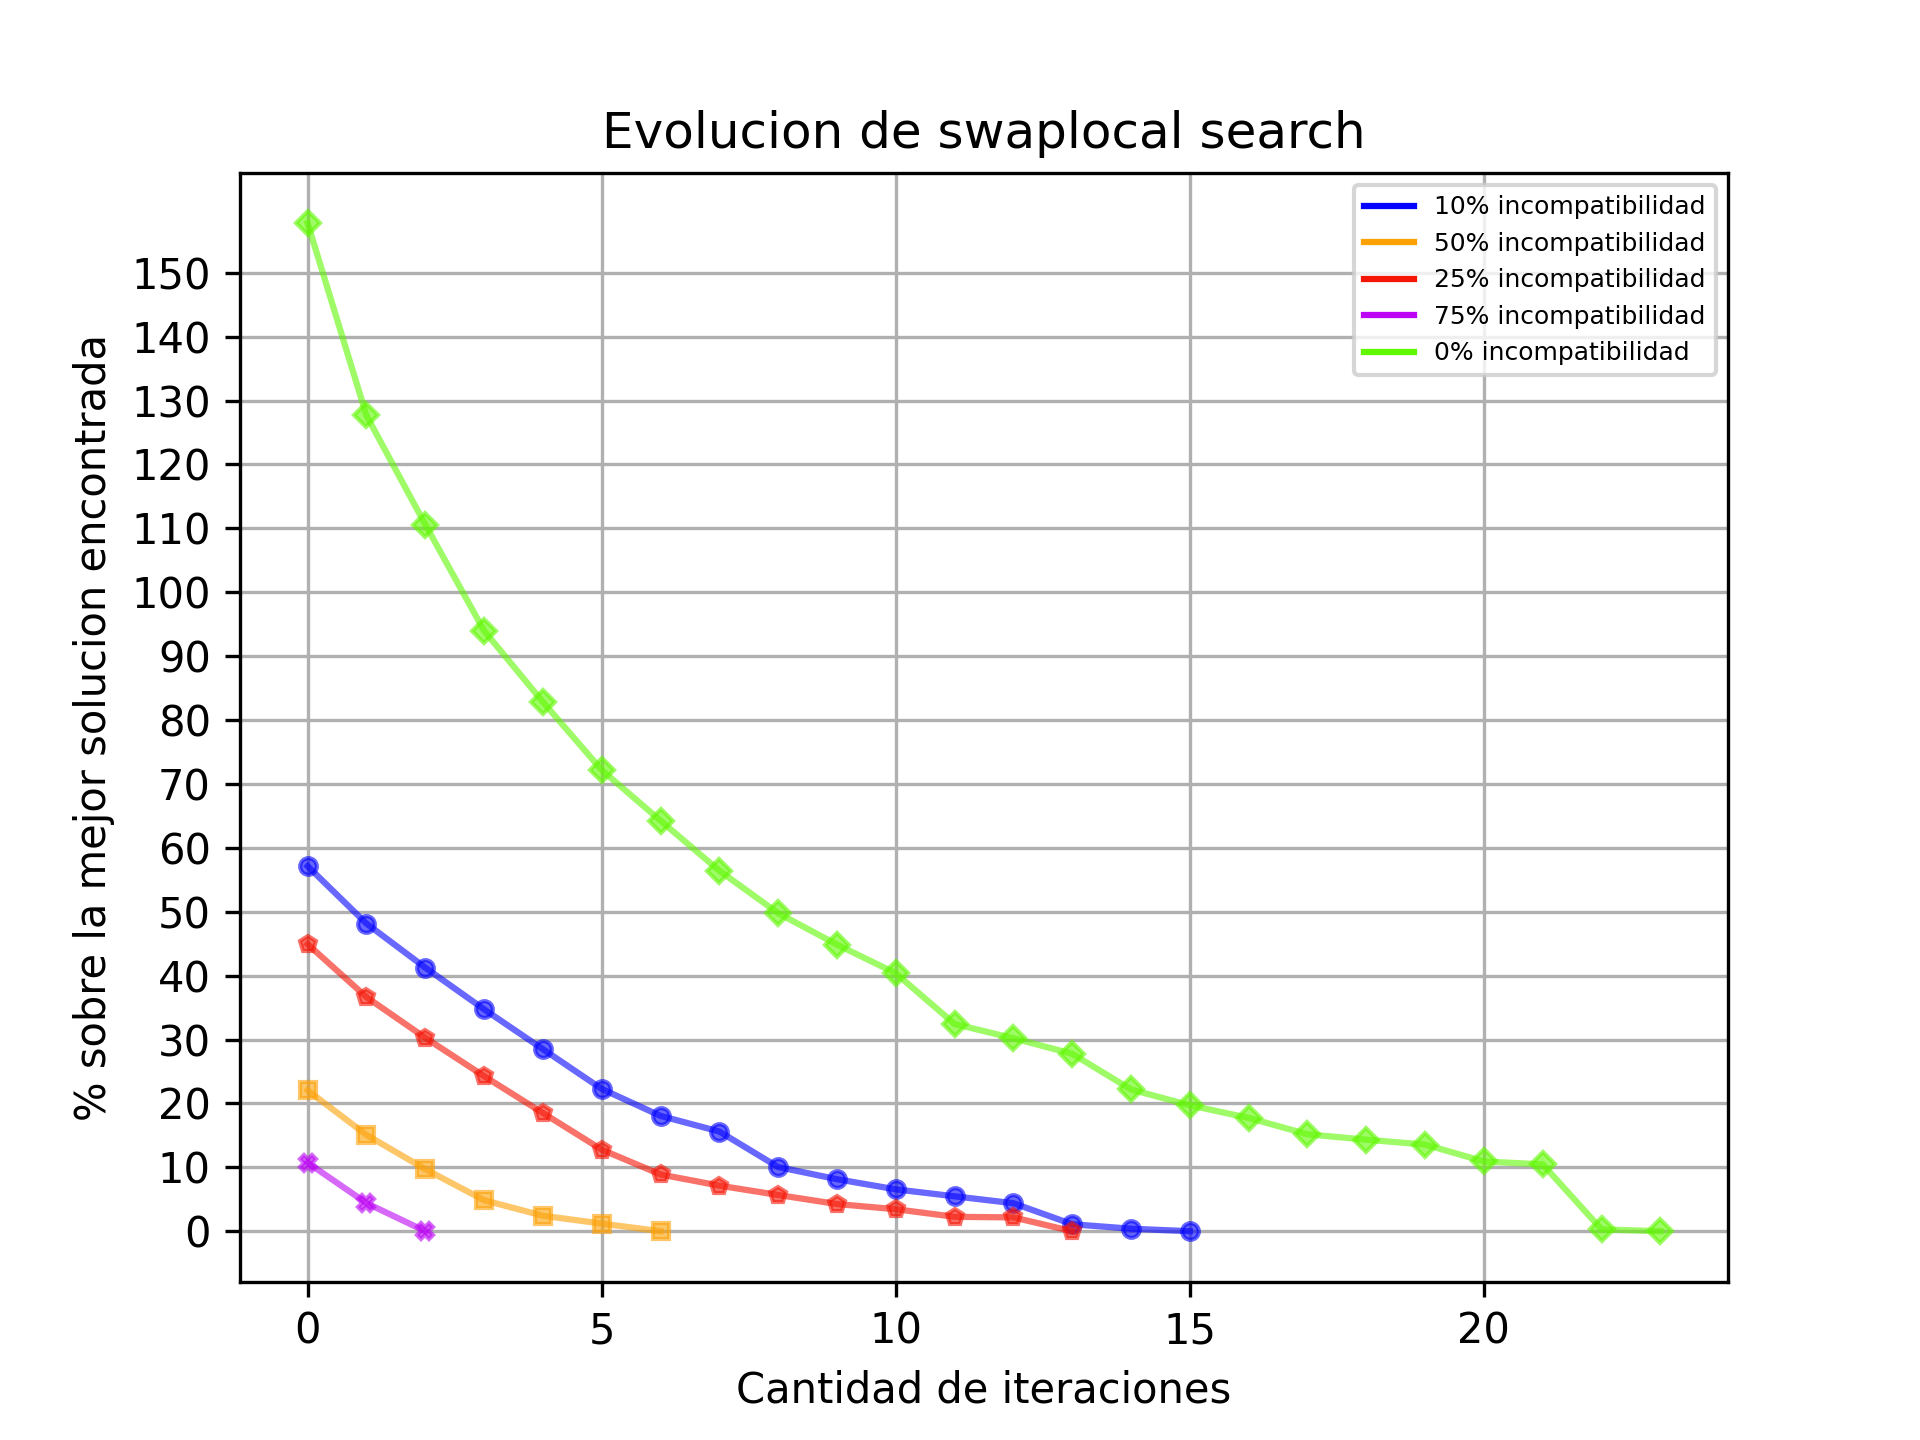 Evolucion de swaplocal search
10% incompatibilidad
50% incompatibilidad
25% incompatibilidad
75% incompatibilidad
0% incompatibilidad
% sobre la mejor solucion encontrada
150
140
130
120
110
100
90
80
70
60
50
40
30
20
10
0
0 5 10 15 20
Cantidad de iteraciones